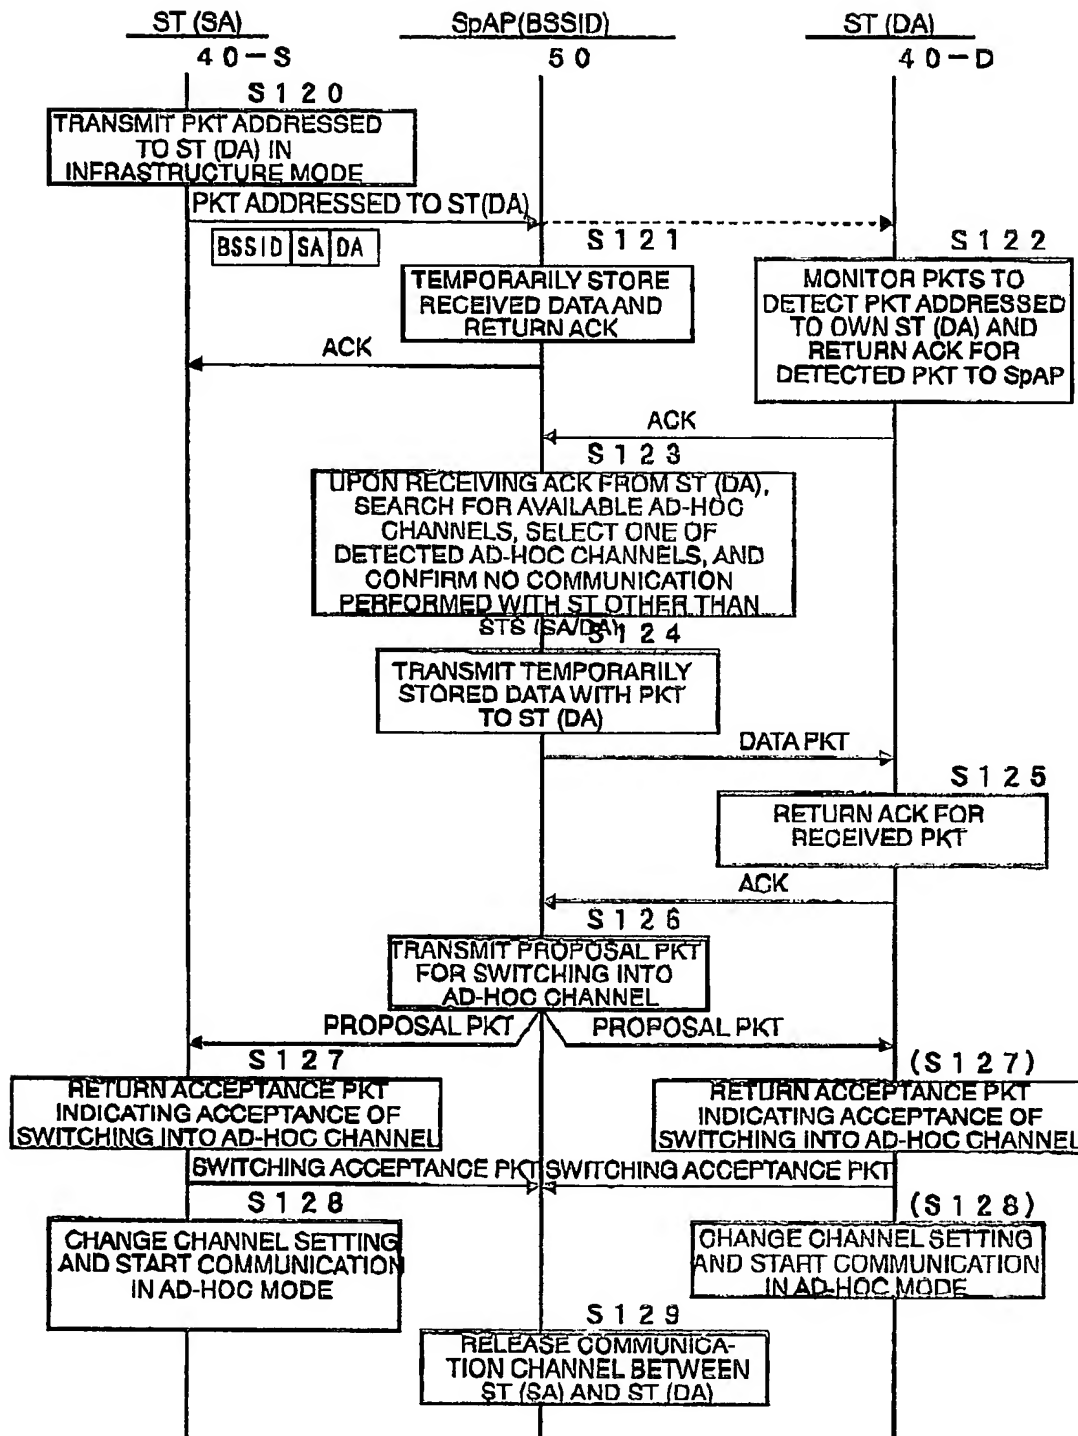 ST (SA)
SpAP(BSSID)
ST (DA)
40-S
50
40-D
S120
TRANSMIT PKT ADDRESSED
TO ST (DA) IN
INFRASTRUCTURE MODE
PKT ADDRESSED TO ST(DA)
BSSID SA DA
S121
TEMPORARILY STORE
RECEIVED DATA AND
RETURN ACK
S122
MONITOR PKTS TO
DETECT PKT ADDRESSED
TO OWN ST (DA) AND
RETURN ACK FOR
DETECTED PKT TO SpAP
ACK
ACK
S123
UPON RECEIVING ACK FROM ST (DA),
SEARCH FOR AVAILABLE AD-HOC
CHANNELS, SELECT ONE OF
DETECTED AD-HOC CHANNELS, AND
CONFIRM NO COMMUNICATION
PERFORMED WITH ST OTHER THAN
STS (SA/DA)
S124
TRANSMIT TEMPORARILY
STORED DATA WITH PKT
TO ST (DA)
DATA PKT
S125
RETURN ACK FOR
RECEIVED PKT
ACK
S126
TRANSMIT PROPOSAL PKT
FOR SWITCHING INTO
AD-HOC CHANNEL
PROPOSAL PKT
PROPOSAL PKT
S127
RETURN ACCEPTANCE PKT
INDICATING ACCEPTANCE OF
SWITCHING INTO AD-HOC CHANNEL
(S127)
RETURN ACCEPTANCE PKT
INDICATING ACCEPTANCE OF
SWITCHING INTO AD-HOC CHANNEL
SWITCHING ACCEPTANCE PKT
SWITCHING ACCEPTANCE PKT
S128
CHANGE CHANNEL SETTING
AND START COMMUNICATION
IN AD-HOC MODE
(S128)
CHANGE CHANNEL SETTING
AND START COMMUNICATION
IN AD-HOC MODE
S129
RELEASE COMMUNICA-
TION CHANNEL BETWEEN
ST (SA) AND ST (DA)